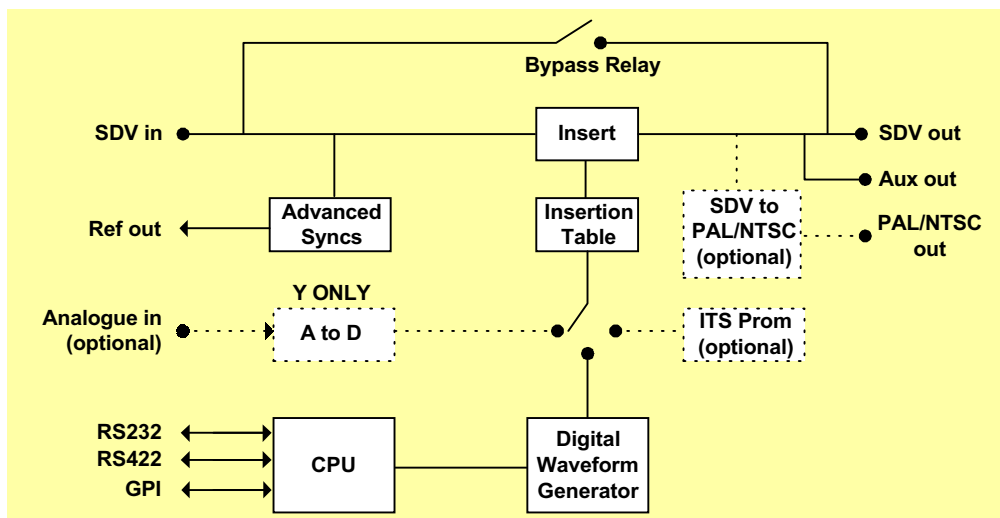 Bypass Relay
SDV in
Insert
SDV out
Aux out
Ref out
Advanced
Syncs
Insertion
Table
SDV to
PAL/NTSC
(optional)
PAL/NTSC
out
Y ONLY
Analogue in
(optional)
A to D
ITS Prom
(optional)
RS232
RS422
GPI
CPU
Digital
Waveform
Generator